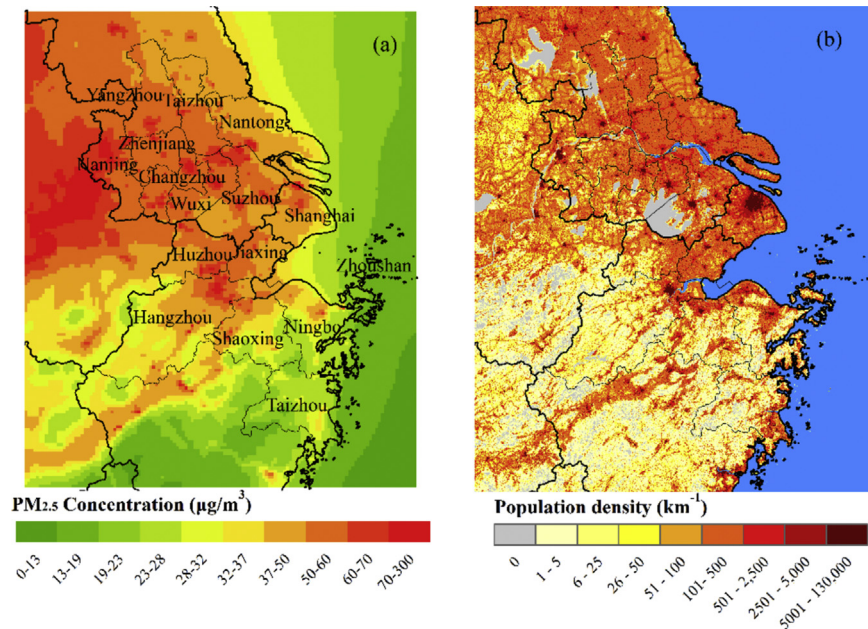 (a)
Yangzhou
Taizhou
Nantong
Zhenjiang
Nanjing
Changzhou
Wuxi
Suzhou
Shanghai
Huzhou
Jiaxing
Zhoushan
Hangzhou
Shaoxing
Ningbo
Taizhou
PM2.5 Concentration (µg/m³)
0-13
13-19
19-23
23-28
28-32
32-37
37-50
50-60
60-70
70-300
(b)
Population density (km⁻¹)
0
1 - 5
6 - 25
26 - 50
51 - 100
101-500
501 - 2,500
2501 - 5,000
5001 - 130,000